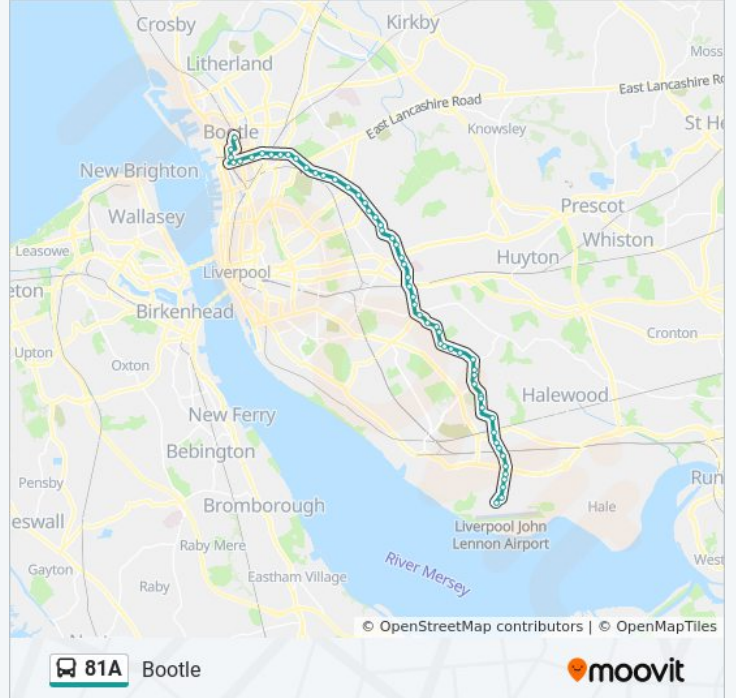 Crosby
Kirkby
Moss
Litherland
East Lancashire Road
East Lancashire Ro
Bootle
Knowsley
St He
New Brighton
Prescot
Wallasey
Whiston
Leasowe
Huyton
Liverpool
eton
Birkenhead
Cronton
Upton
Oxton
Halewood
New Ferry
Bebington
Pensby
Run
Bromborough
Hale
eswall
Liverpool John
Lennon Airport
Raby Mere
West
Gayton
Eastham Village
River Mersey
Raby
© OpenStreetMap contributors | © OpenMapTiles
81A
Bootle
moovit